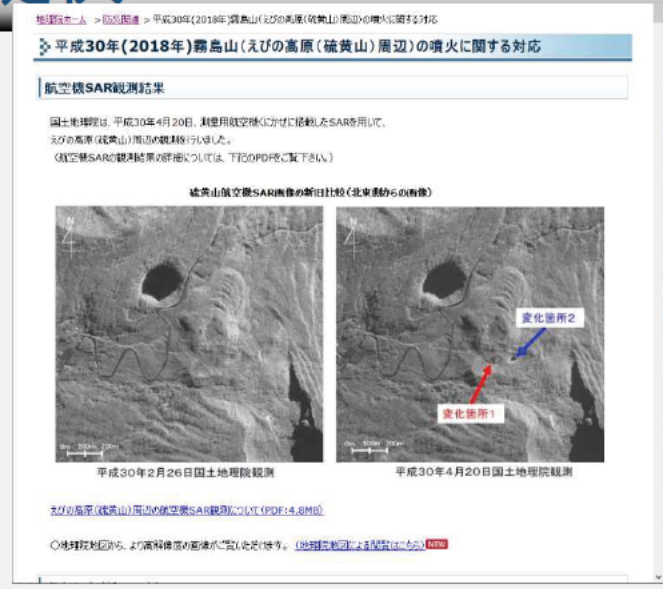 地理院ホーム > 防災関連 > 平成30年(2018年)霧島山(えびの高原(硫黄山)周辺)の噴火に関する対応
平成30年(2018年)霧島山(えびの高原(硫黄山)周辺)の噴火に関する対応
航空機SAR観測結果
国土地理院は、平成30年4月20日、測量用航空機くにかぜに搭載したSARを用いて、
えびの高原(硫黄山)周辺の観測を行いました。
(航空機SARの観測結果の詳細については、下記のPDFをご覧下さい。)
硫黄山航空機SAR画像の新旧比較(北東側からの画像)
N
N
変化箇所2
変化箇所1
0m 100m 200m
0m 100m 200m
平成30年2月26日国土地理院観測
平成30年4月20日国土地理院観測
えびの高原(硫黄山)周辺の航空機SAR観測について(PDF:4.8MB)
○地理院地図から、より高解像度の画像がご覧いただけます。 (地理院地図による閲覧はこちら) NEW